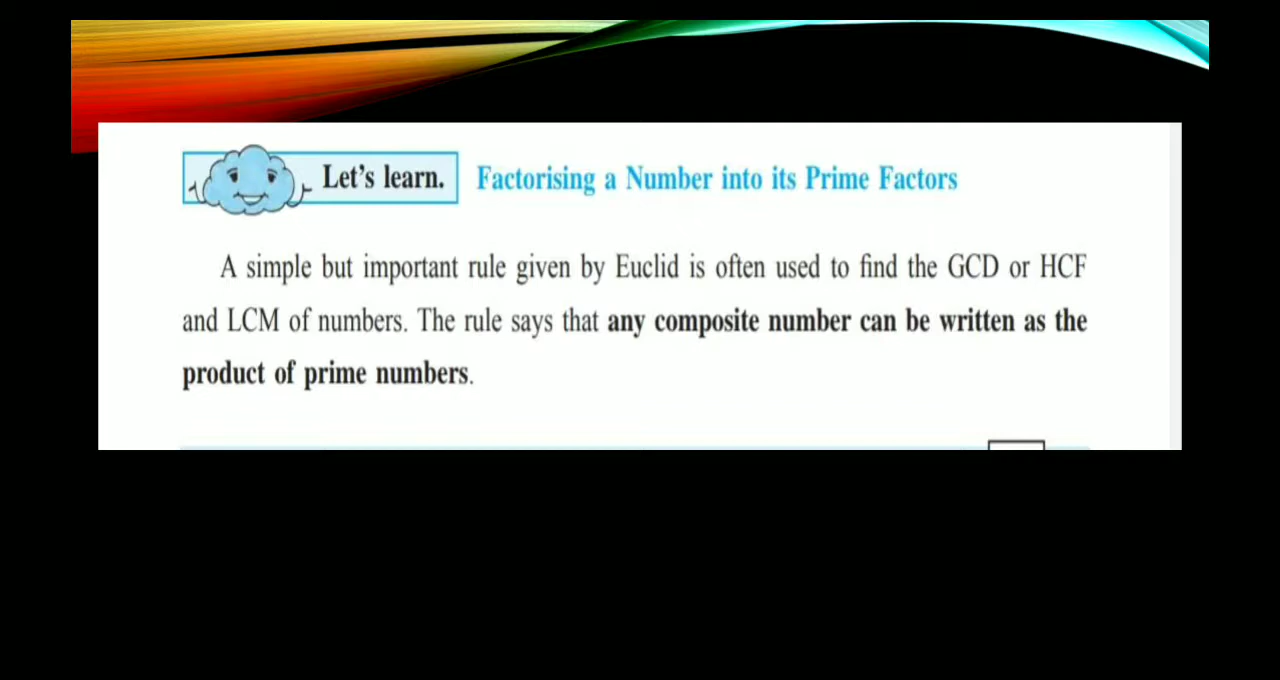 Let's learn. Factorising a Number into its Prime Factors
A simple but important rule given by Euclid is often used to find the GCD or HCF
and LCM of numbers. The rule says that any composite number can be written as the
product of prime numbers.